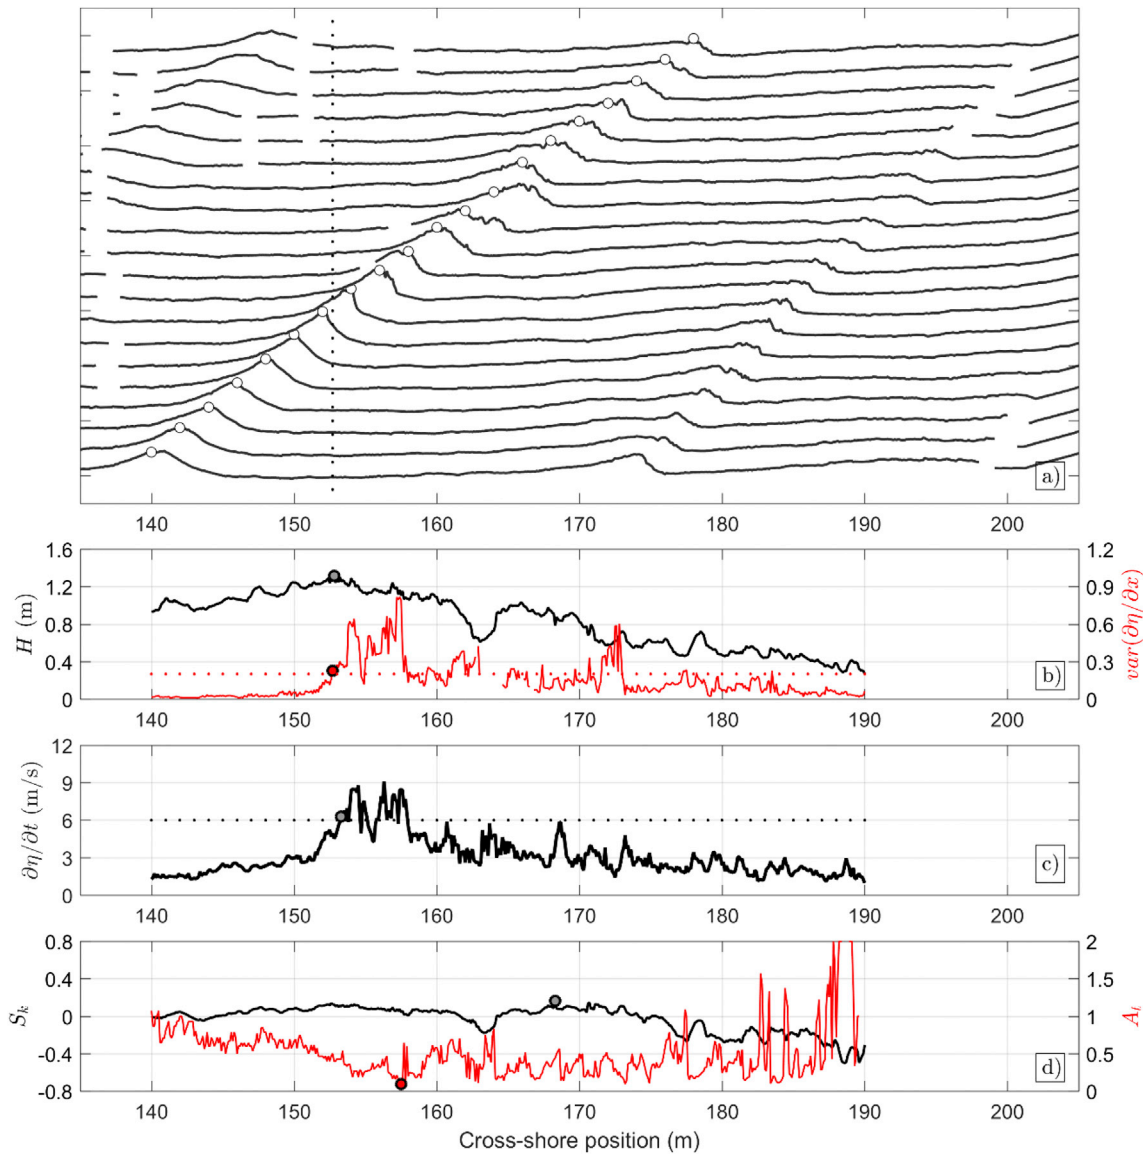 a)
140 150 160 170 180 190 200
1.6 1.2
1.2 0.9
0.8 0.6
0.4 0.3
0 0
H (m)
var(∂η/∂x)
b)
140 150 160 170 180 190 200
12
9
6
3
0
∂η/∂t (m/s)
c)
140 150 160 170 180 190 200
0.8 2
0.4 1.5
0 1
-0.4 0.5
-0.8 0
S_k
A_t
d)
140 150 160 170 180 190 200
Cross-shore position (m)